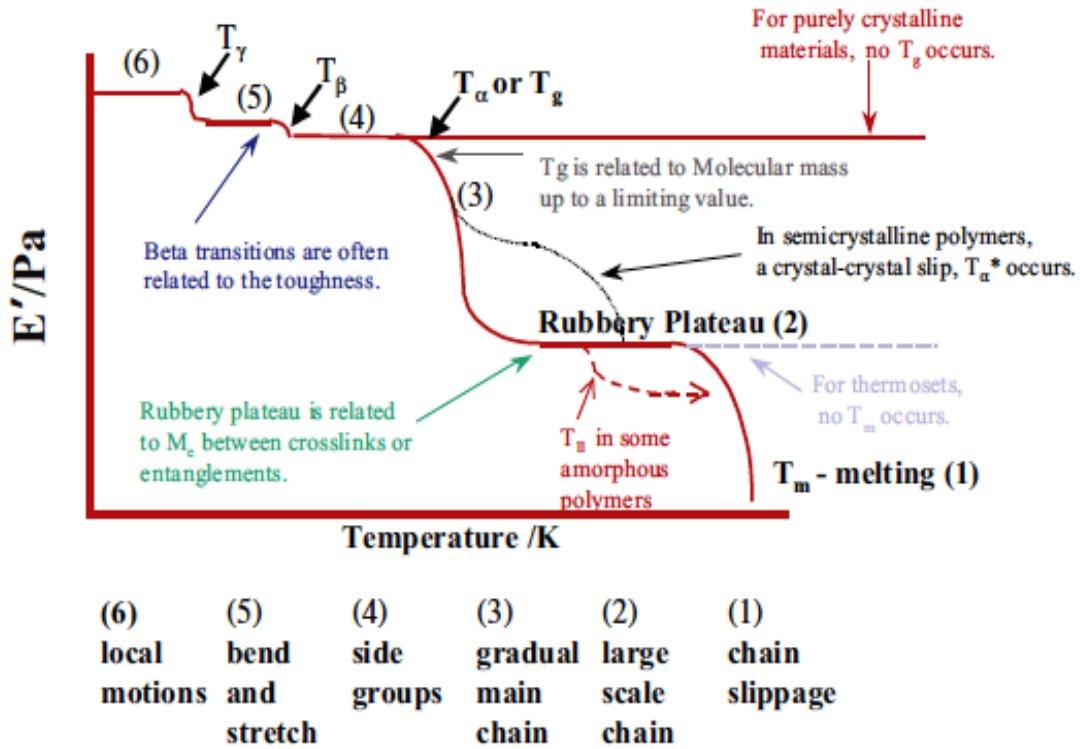 For purely crystalline
materials, no Tg occurs.
(6)
Tγ
(5)
Tβ
(4)
Tα or Tg
Tg is related to Molecular mass
up to a limiting value.
(3)
Beta transitions are often
related to the toughness.
In semicrystalline polymers,
a crystal-crystal slip, Tα* occurs.
E′/Pa
Rubbery Plateau (2)
Rubbery plateau is related
to Me between crosslinks or
entanglements.
TII in some
amorphous
polymers
For thermosets,
no Tm occurs.
Tm - melting (1)
Temperature /K
(6)
local
motions
(5)
bend
and
stretch
(4)
side
groups
(3)
gradual
main
chain
(2)
large
scale
chain
(1)
chain
slippage